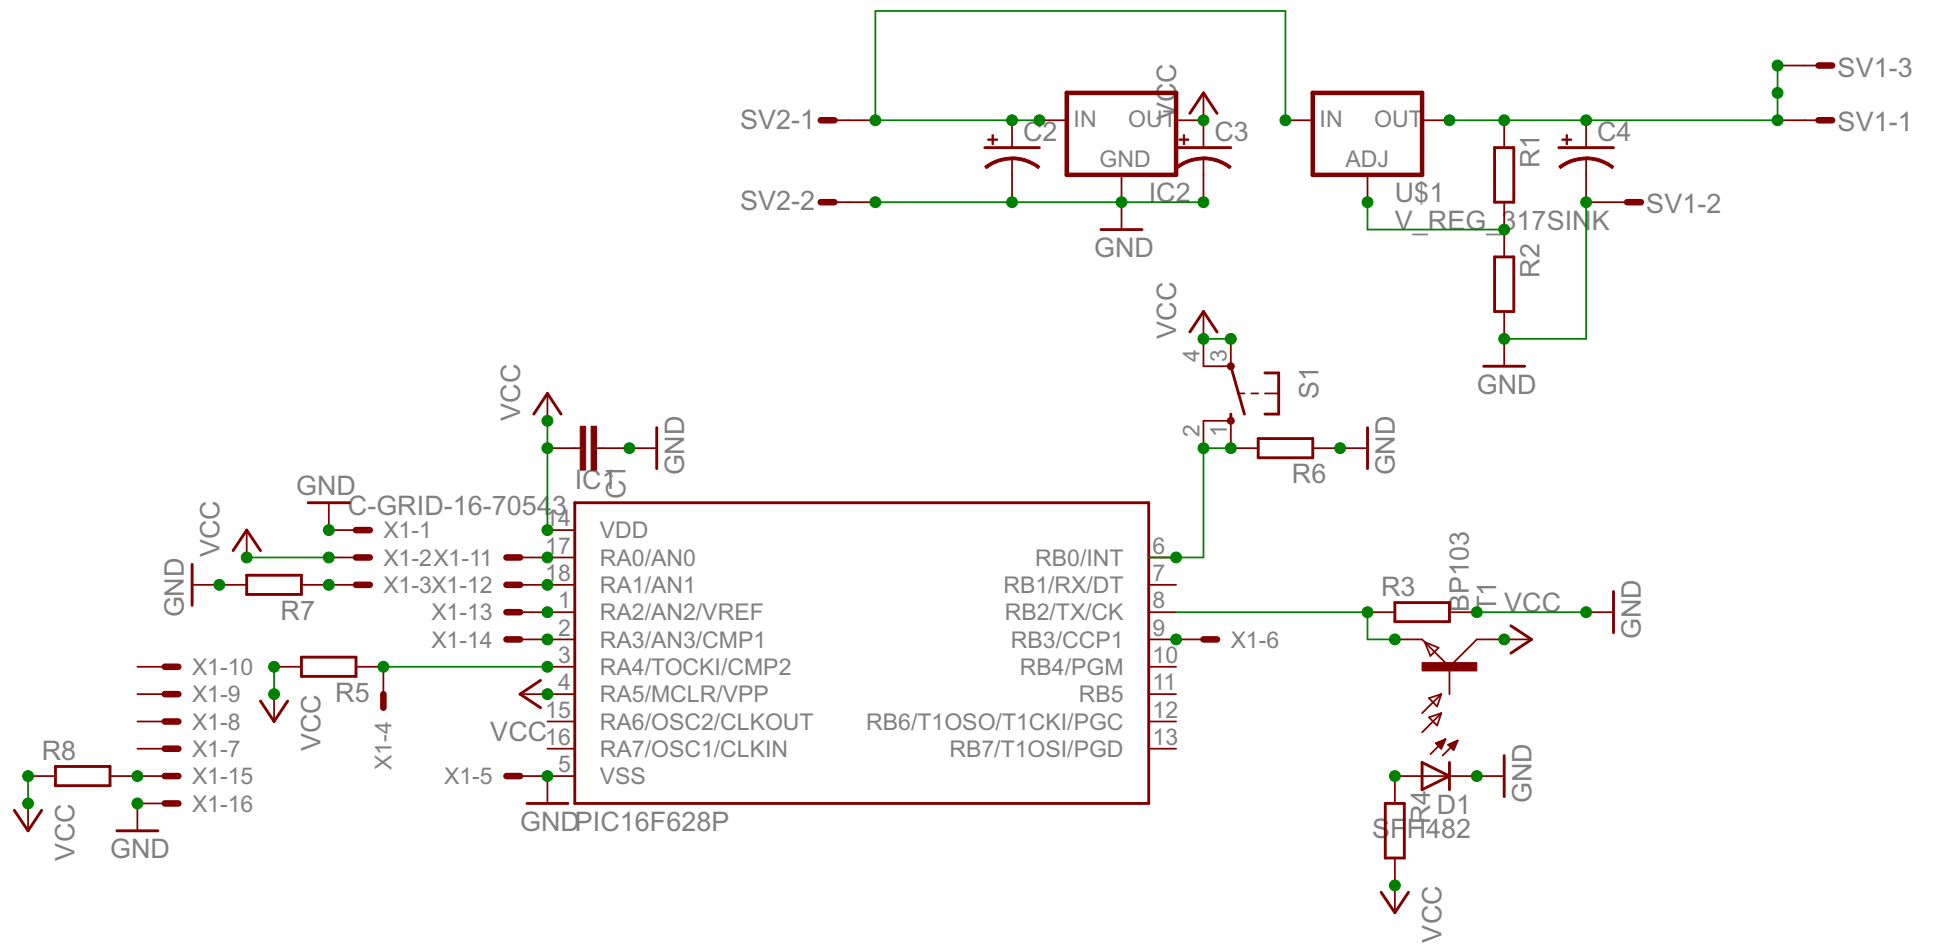 SV2-1
IN
OUT
GND
VCC
C2
C3
IC2
SV2-2
GND
IN
OUT
ADJ
U$1
V_REG_317SINK
R1
R2
C4
SV1-3
SV1-1
SV1-2
GND
VCC
4
3
S1
2
1
R6
GND
VCC
C1
IC1
GND
GND
C-GRID-16-70543
VCC
X1-1
X1-2
X1-11
GND
R7
X1-3
X1-12
X1-13
X1-14
X1-10
X1-9
X1-8
X1-7
X1-15
X1-16
R5
VCC
X1-4
VCC
X1-5
R8
VCC
GND
GND
PIC16F628P
14 VDD
17 RA0/AN0
18 RA1/AN1
1 RA2/AN2/VREF
2 RA3/AN3/CMP1
3 RA4/TOCKI/CMP2
4 RA5/MCLR/VPP
15 RA6/OSC2/CLKOUT
16 RA7/OSC1/CLKIN
5 VSS
RB0/INT 6
RB1/RX/DT 7
RB2/TX/CK 8
RB3/CCP1 9
RB4/PGM 10
RB5 11
RB6/T1OSO/T1CKI/PGC 12
RB7/T1OSI/PGD 13
X1-6
R3
BP103
T1
VCC
GND
GND
D1
SFH482
R4
VCC